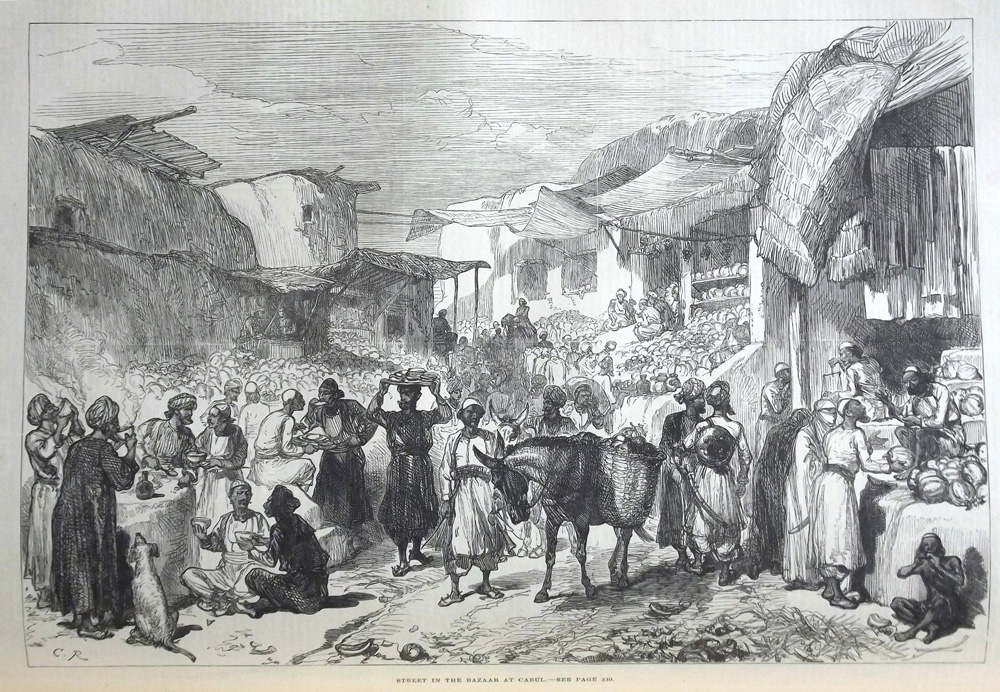 C. R
STREET IN THE BAZAAR AT CABUL.—SEE PAGE 330.